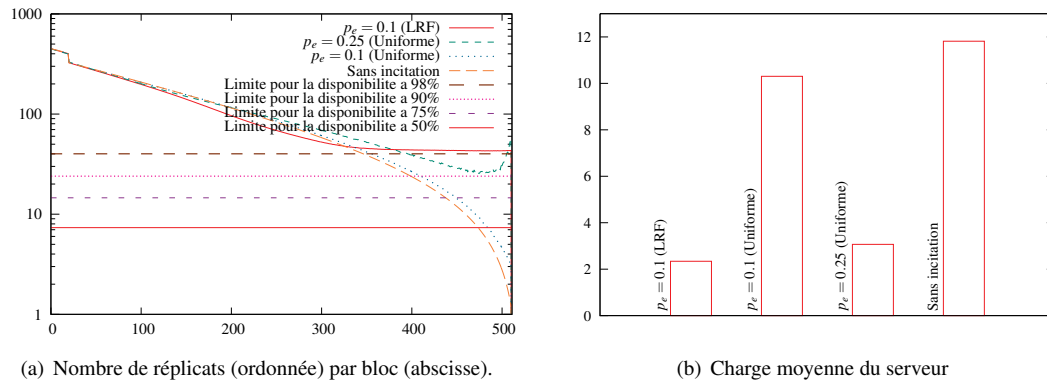 p_e = 0.1 (LRF)
p_e = 0.25 (Uniforme)
p_e = 0.1 (Uniforme)
Sans incitation
Limite pour la disponibilite a 98%
Limite pour la disponibilite a 90%
Limite pour la disponibilite a 75%
Limite pour la disponibilite a 50%
1000
100
10
1
0 100 200 300 400 500
(a) Nombre de réplicats (ordonnée) par bloc (abscisse).
12
10
8
6
4
2
0
p_e = 0.1 (LRF)
p_e = 0.1 (Uniforme)
p_e = 0.25 (Uniforme)
Sans incitation
(b) Charge moyenne du serveur